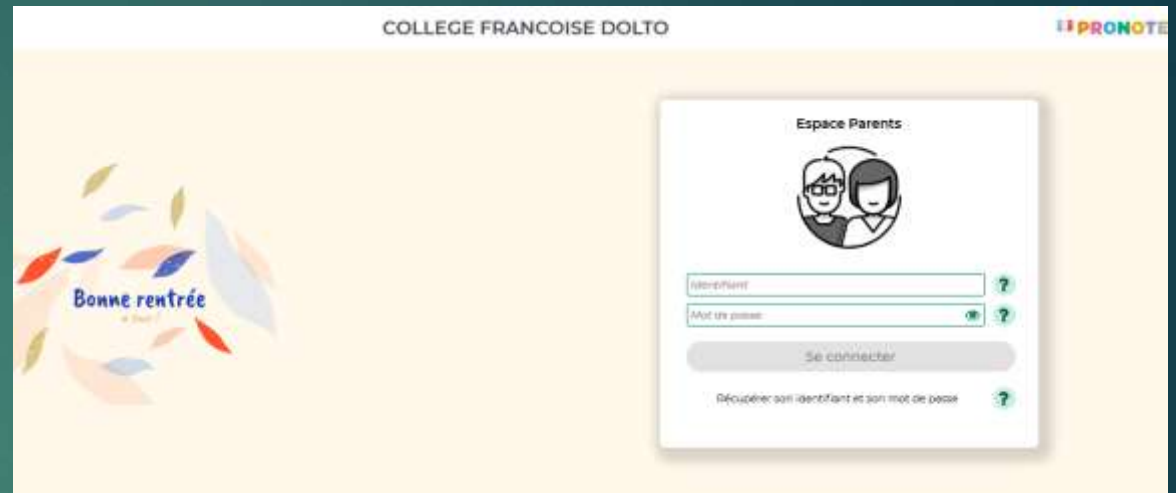 COLLEGE FRANCOISE DOLTO
PRONOTE
Espace Parents
Bonne rentrée
à tous !
Identifiant
?
Mot de passe
?
Se connecter
Récupérer son identifiant et son mot de passe
?